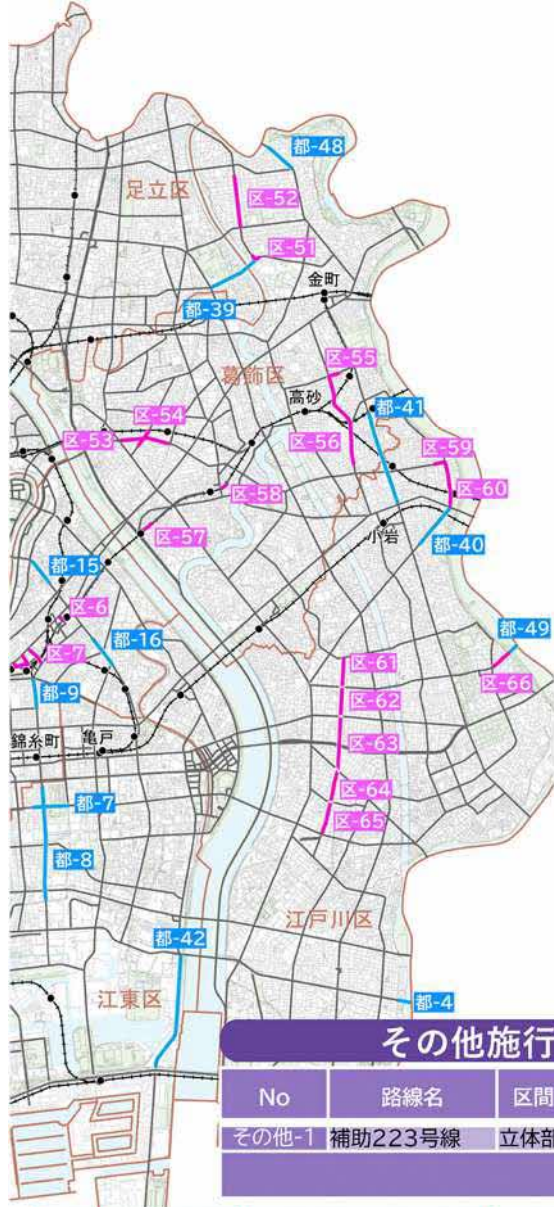 都-48
足立区
区-52
区-51
金町
都-39
区-55
葛飾区
高砂
都-41
区-54
区-53
区-56
区-59
区-58
区-60
区-57
小岩
都-40
都-15
区-6
都-16
都-49
区-7
区-61
区-66
都-9
区-62
錦糸町
亀戸
区-63
区-64
都-7
区-65
都-8
江戸川区
都-42
江東区
都-4
その他施行
No
路線名
区間
その他-1
補助223号線
立体部